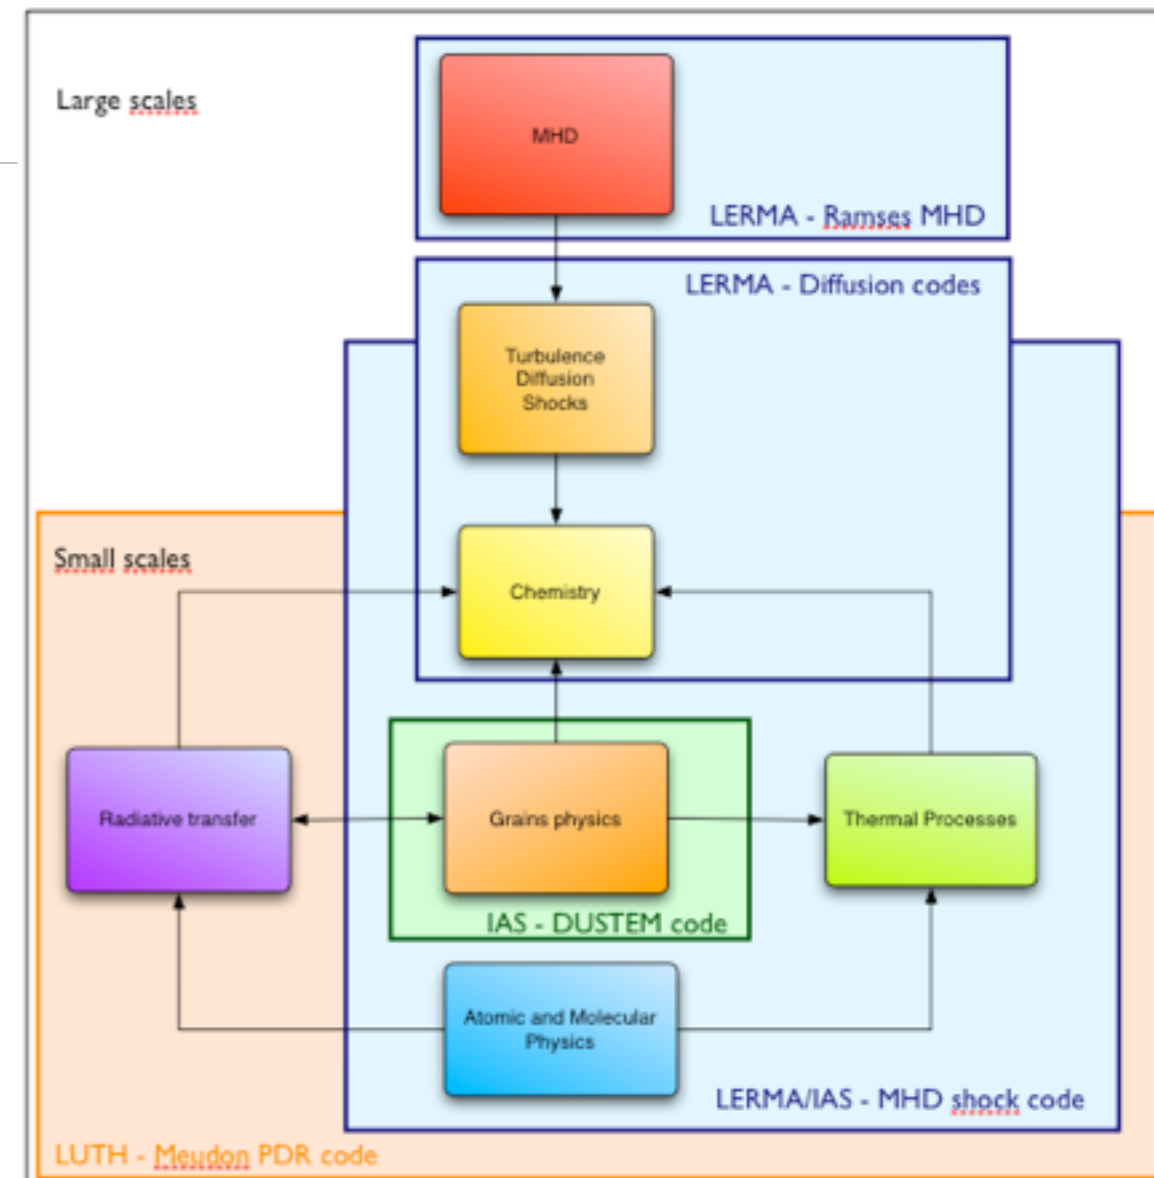 Large scales
MHD
LERMA - Ramses MHD
LERMA - Diffusion codes
Turbulence
Diffusion
Shocks
Small scales
Chemistry
Radiative transfer
Grains physics
Thermal Processes
IAS - DUSTEM code
Atomic and Molecular
Physics
LERMA/IAS - MHD shock code
LUTH - Meudon PDR code